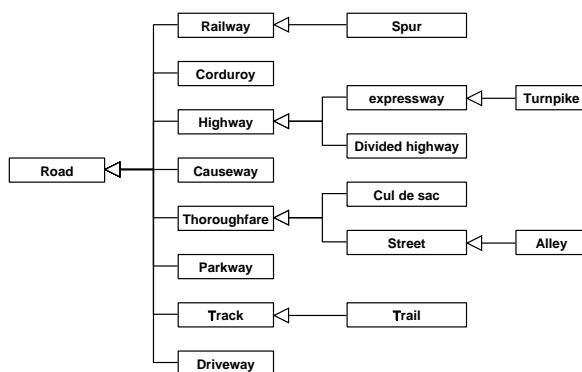 Railway
Spur
Corduroy
expressway
Turnpike
Highway
Divided highway
Road
Causeway
Cul de sac
Thoroughfare
Street
Alley
Parkway
Track
Trail
Driveway